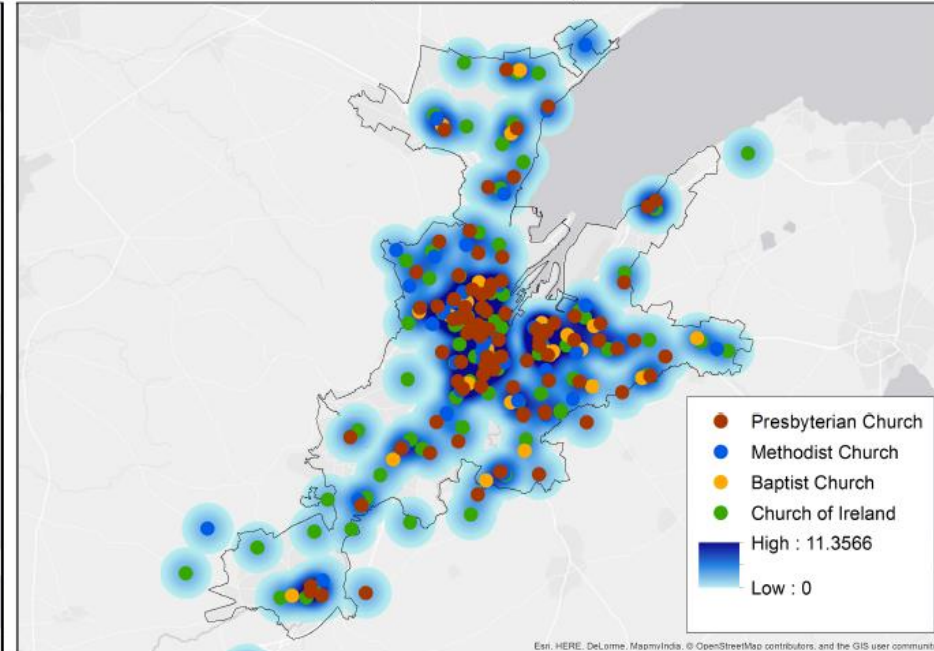 Presbyterian Church
Methodist Church
Baptist Church
Church of Ireland
High : 11.3566
Low : 0
Esri, HERE, DeLorme, MapmyIndia, © OpenStreetMap contributors, and the GIS user